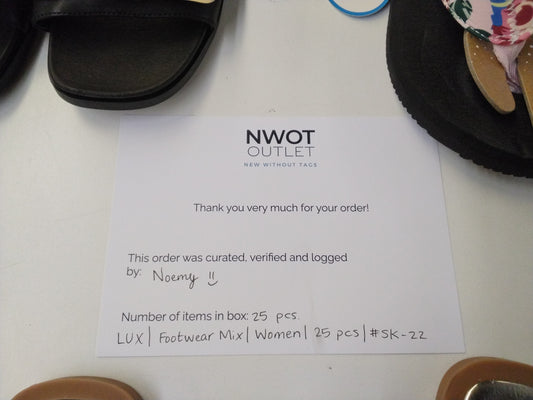 NWOT
OUTLET
NEW WITHOUT TAGS
Thank you very much for your order!
This order was curated, verified and logged
by: Noemy
Number of items in box: 25 pcs.
LUX | Footwear Mix | Women | 25 pcs | #SK-22